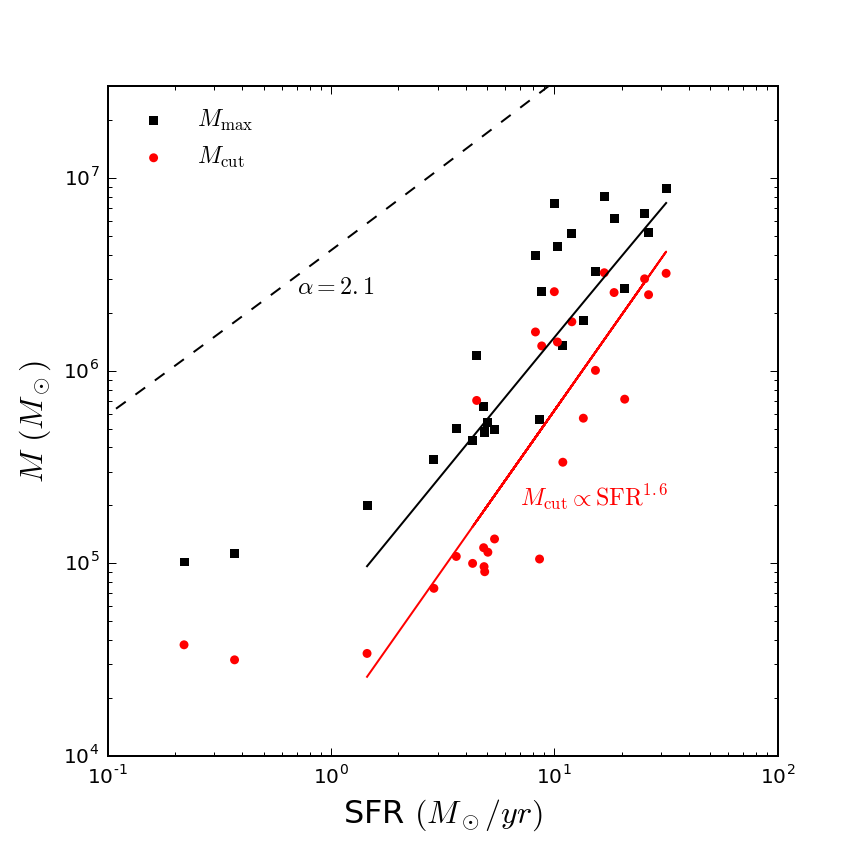 M_max
M_cut
10^7
α = 2.1
10^6
M (M_⊙)
M_cut ∝ SFR^1.6
10^5
10^4
10^-1 10^0 10^1 10^2
SFR (M_⊙/yr)